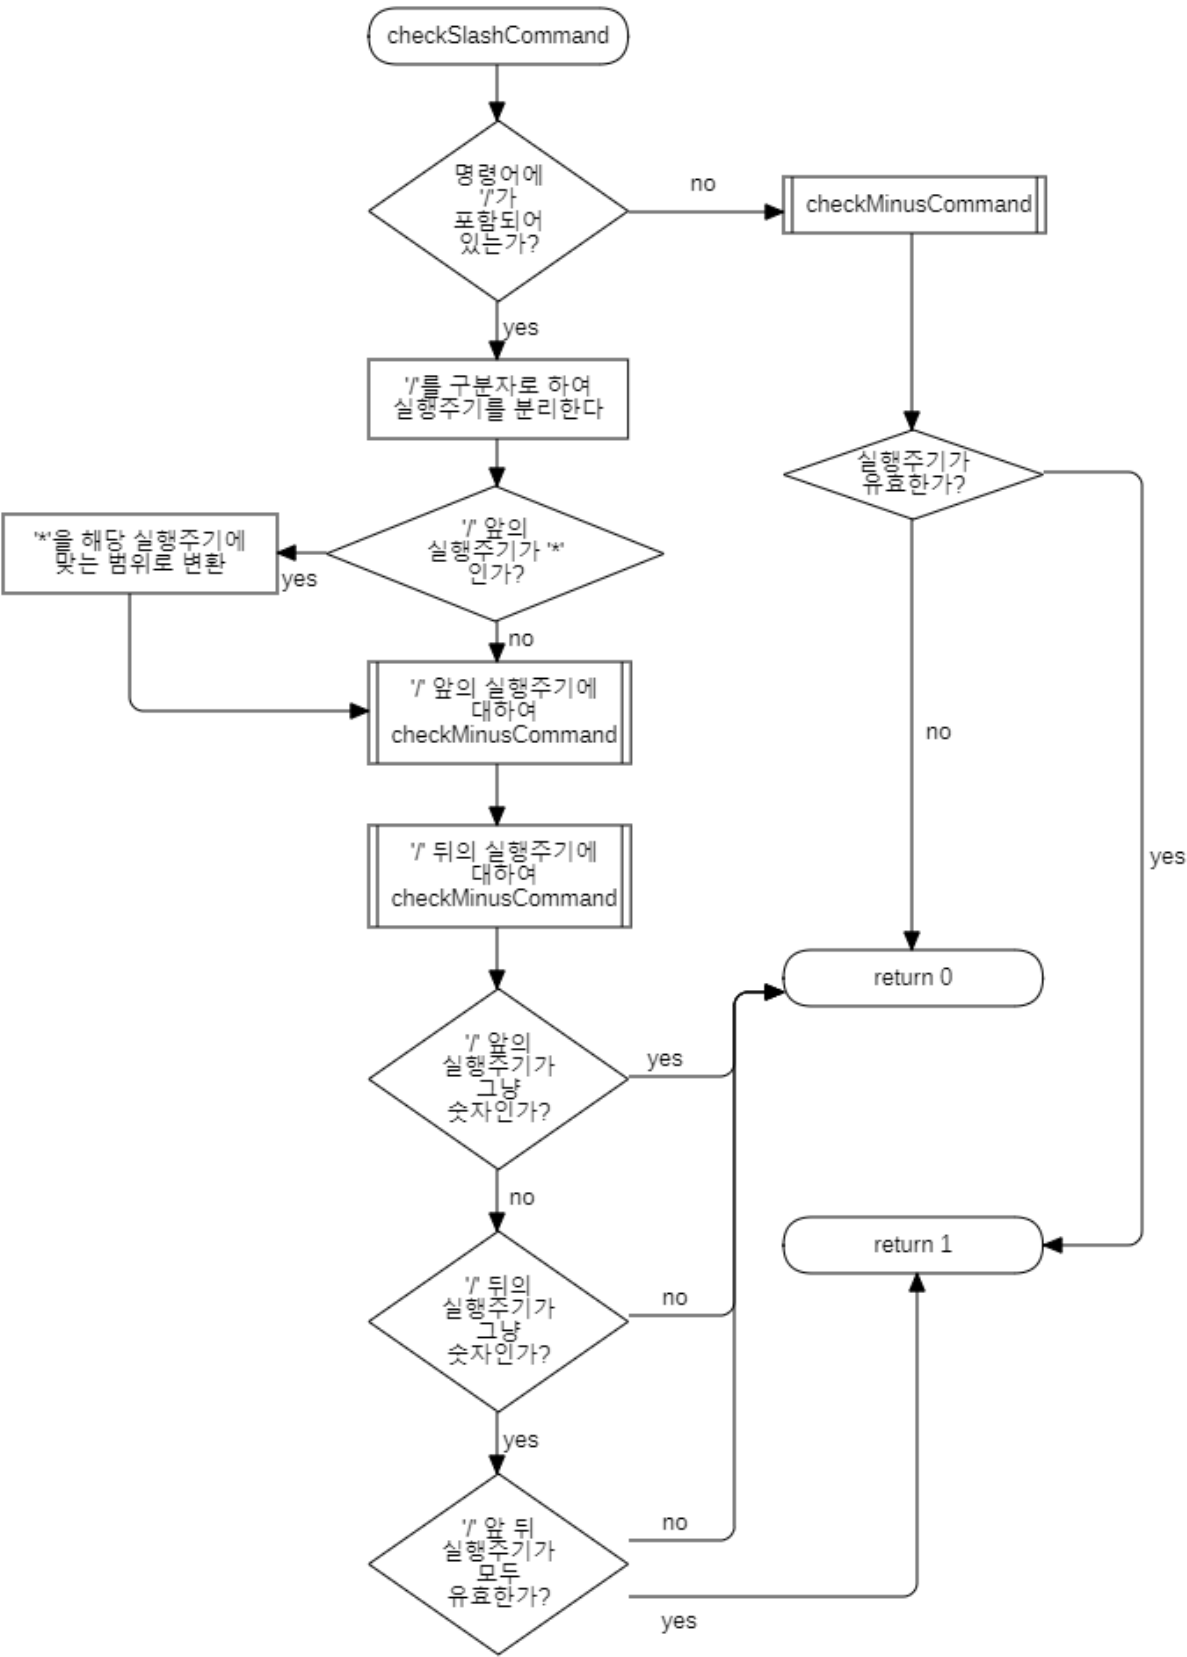 checkSlashCommand
명령어에
'/'가
포함되어
있는가?
no
checkMinusCommand
yes
'/'를 구분자로 하여
실행주기를 분리한다
실행주기가
유효한가?
'/' 앞의
실행주기가 '*'
인가?
yes
'*'을 해당 실행주기에
맞는 범위로 변환
no
'/' 앞의 실행주기에
대하여
checkMinusCommand
no
'/' 뒤의 실행주기에
대하여
checkMinusCommand
yes
return 0
'/' 앞의
실행주기가
그냥
숫자인가?
yes
no
return 1
'/' 뒤의
실행주기가
그냥
숫자인가?
no
yes
'/' 앞 뒤
실행주기가
모두
유효한가?
no
yes